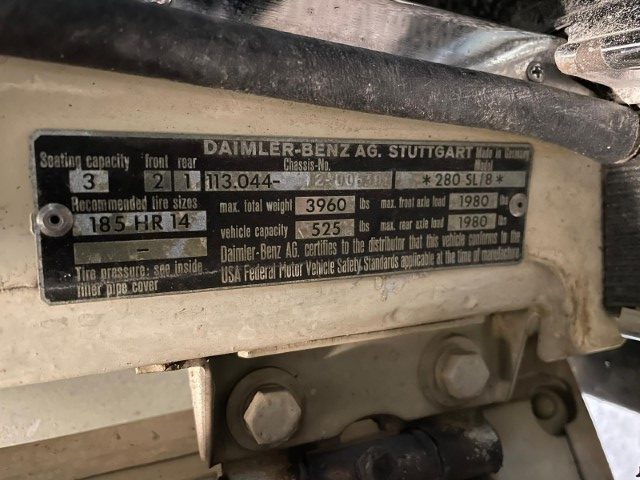 DAIMLER-BENZ AG. STUTTGART Made in Germany
Seating capacity front rear Chassis-No. Model
3 2 1 113.044- *280 SL/8*
Recommended tire sizes max. total weight 3960 lbs max. front axle load 1980 lbs
185 HR 14 vehicle capacity 525 lbs max. rear axle load 1980 lbs
–
Daimler-Benz AG. certifies to the distributor that this vehicle conforms to the
Tire pressure: see inside USA Federal Motor Vehicle Safety Standards applicable at the time of manufacture
filler pipe cover